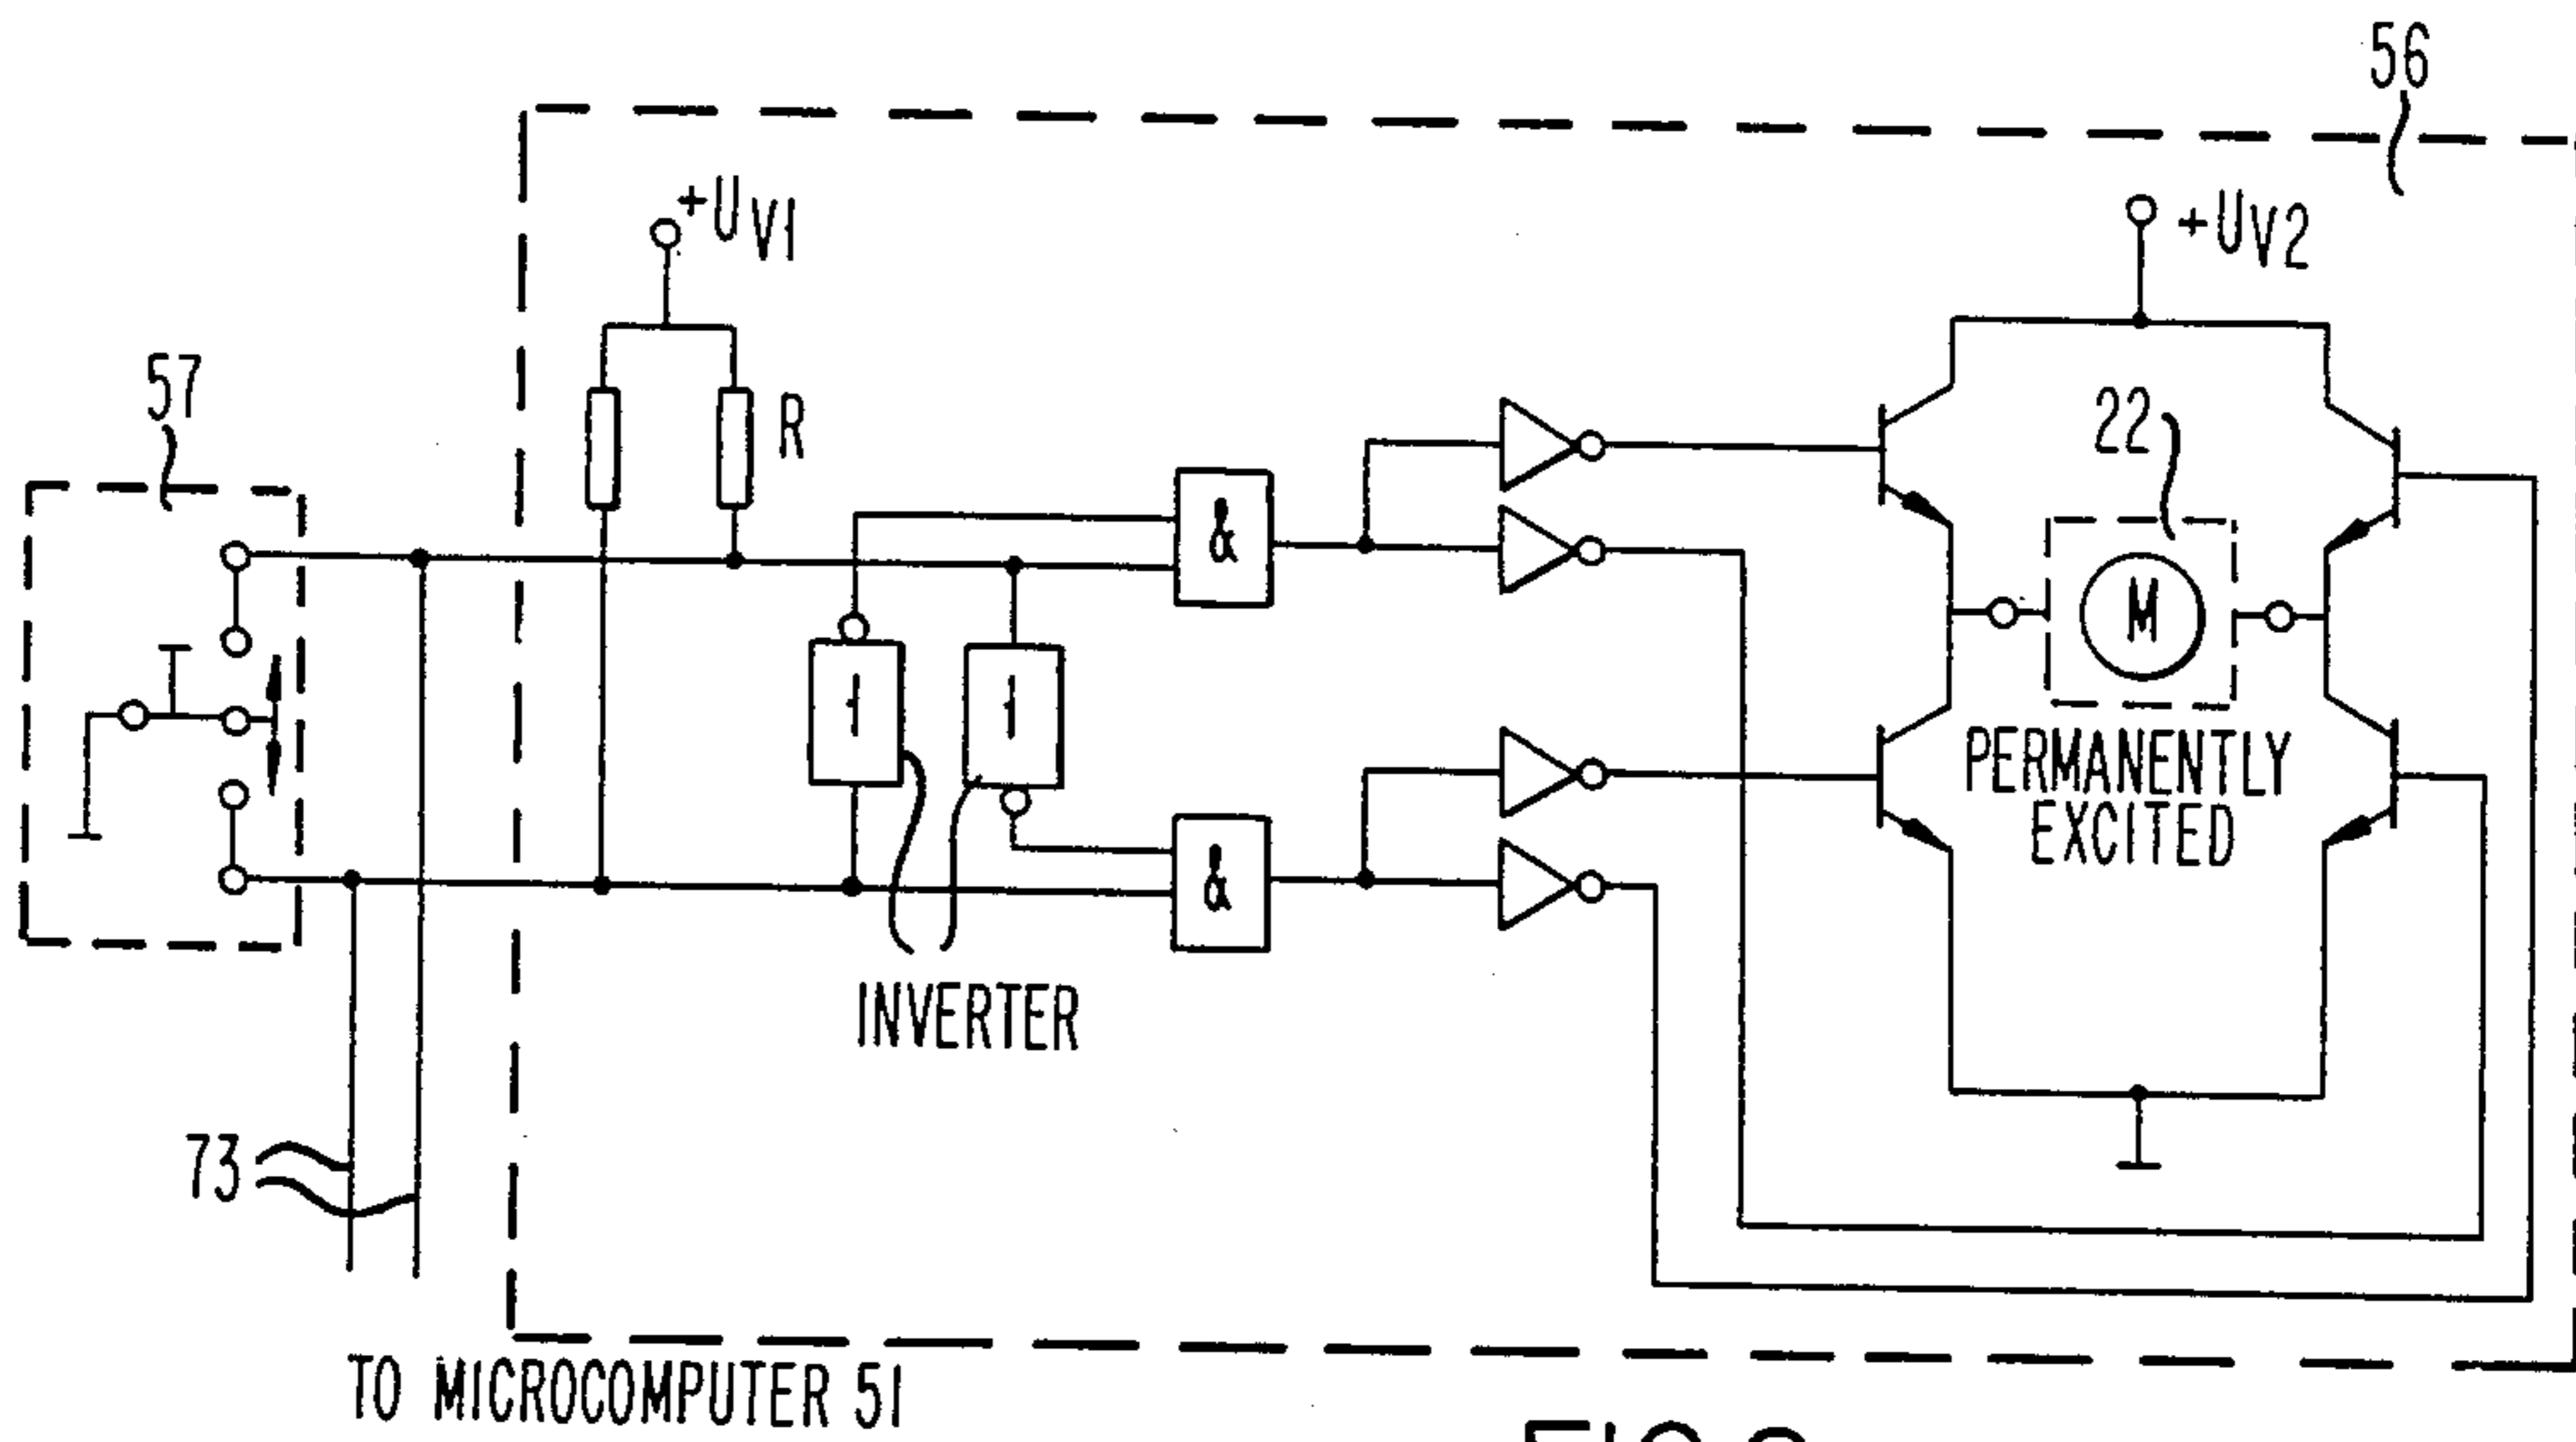 56
+UV1
+UV2
57
R
22
&
M
1
1
PERMANENTLY
EXCITED
&
INVERTER
73
TO MICROCOMPUTER 51